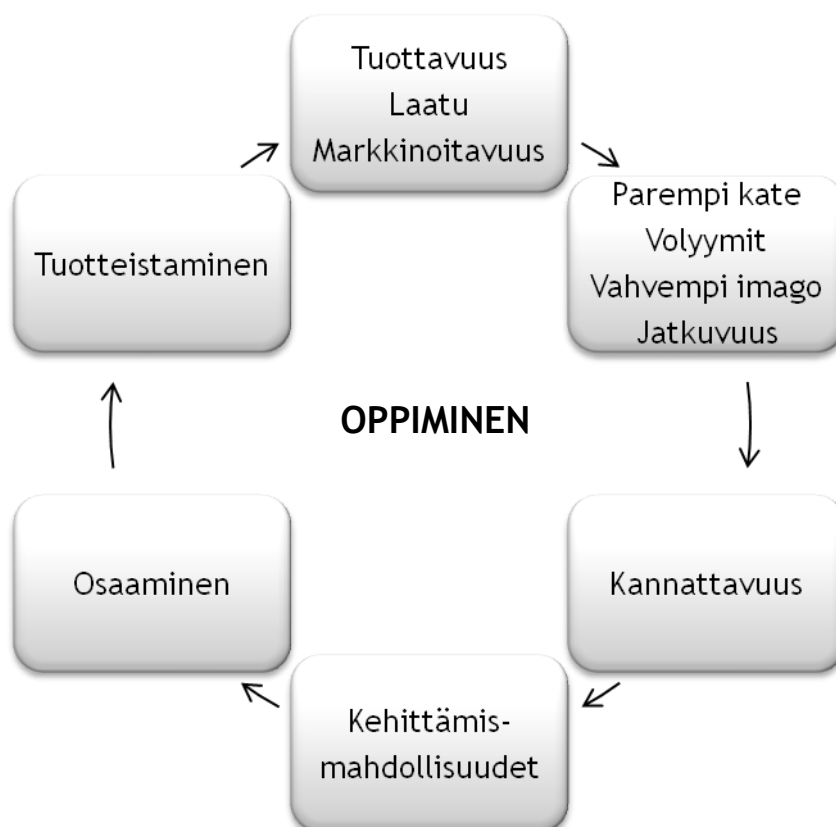 Tuottavuus
Laatu
Markkinoitavuus
Parempi kate
Volyymit
Vahvempi imago
Jatkuvuus
Kannattavuus
Kehittämis-
mahdollisuudet
Osaaminen
Tuotteistaminen
OPPIMINEN